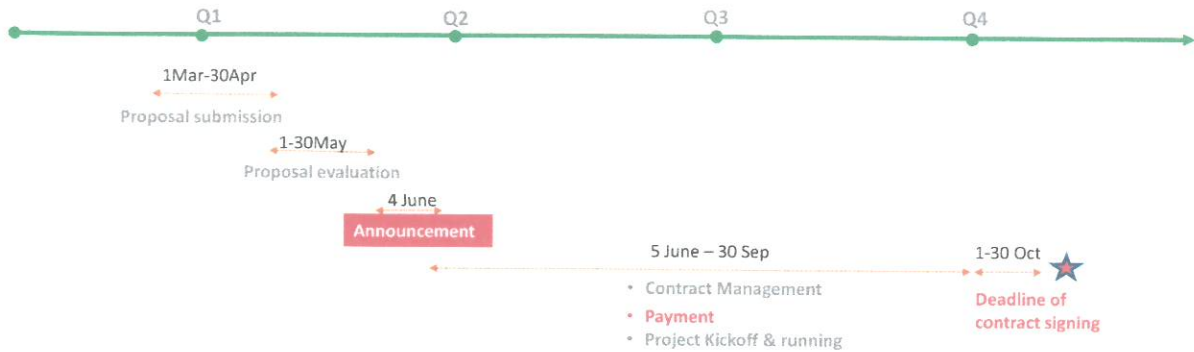 Q1 Q2 Q3 Q4
1Mar-30Apr
Proposal submission
1-30May
Proposal evaluation
4 June
Announcement
5 June – 30 Sep
1-30 Oct
• Contract Management
• Payment
• Project Kickoff & running
Deadline of
contract signing